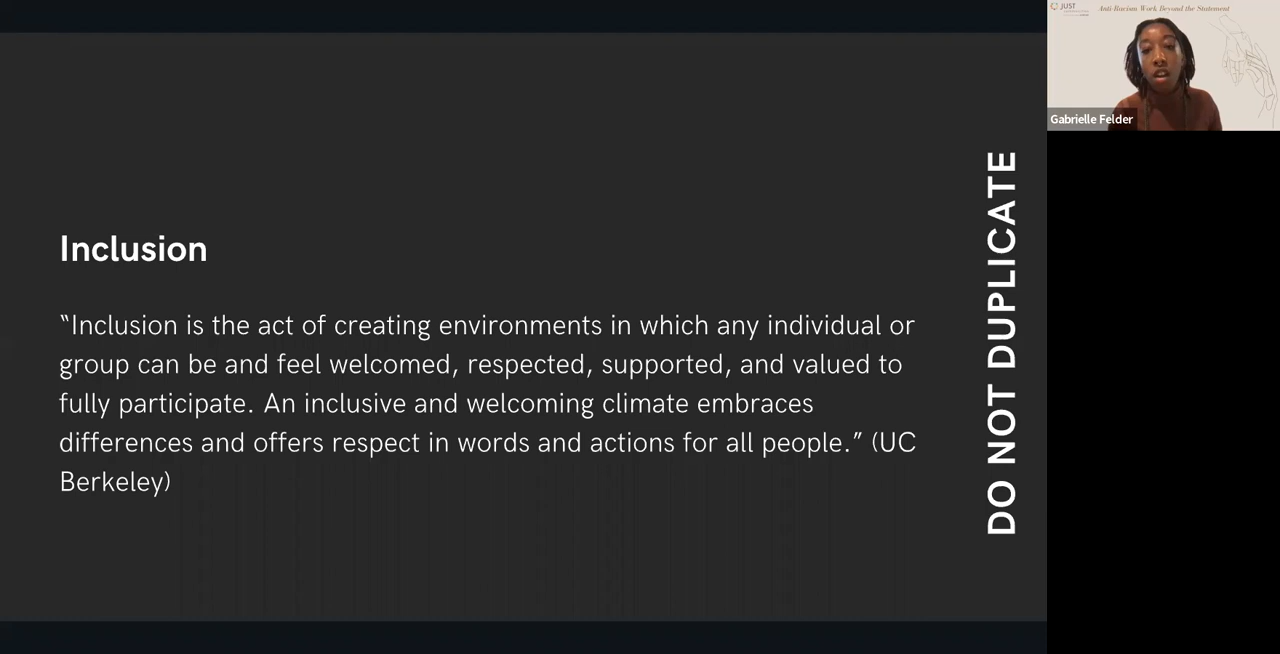 Inclusion
“Inclusion is the act of creating environments in which any individual or
group can be and feel welcomed, respected, supported, and valued to
fully participate. An inclusive and welcoming climate embraces
differences and offers respect in words and actions for all people.” (UC
Berkeley)
DO NOT DUPLICATE
JUST
Anti-Racism Work Beyond the Statement
Gabrielle Felder